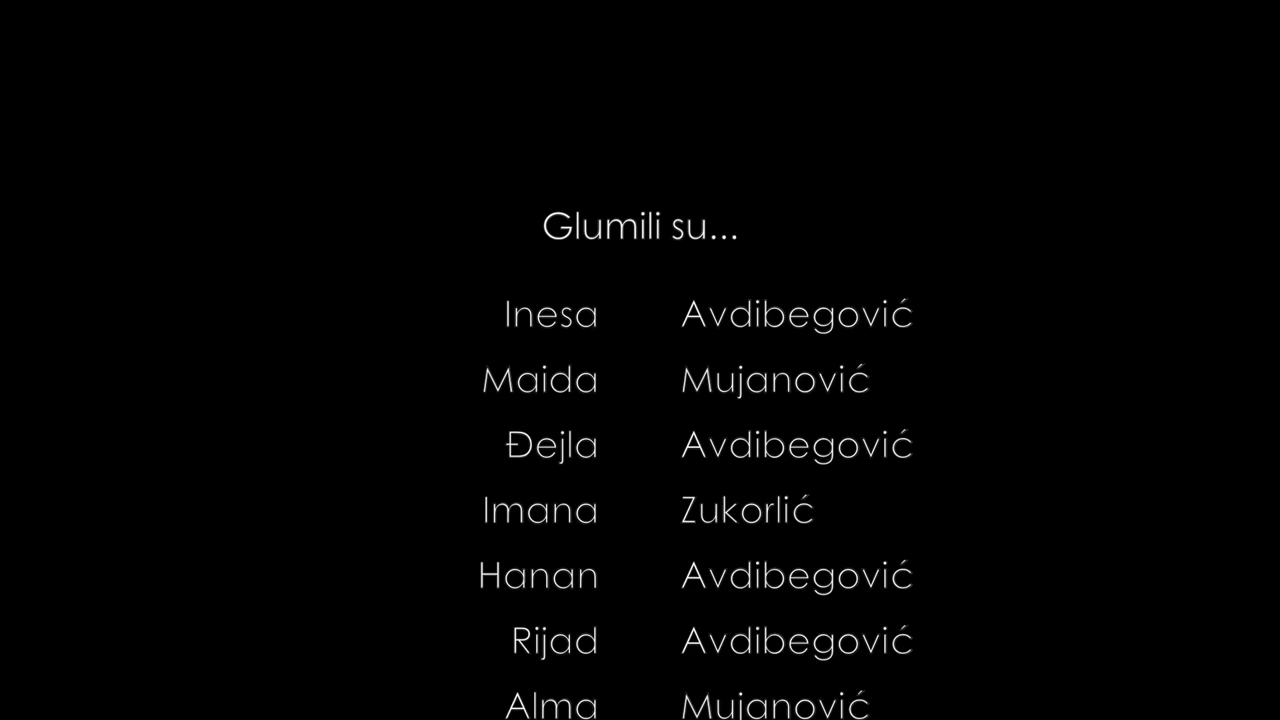 Glumili su...
Inesa Avdibegović
Maida Mujanović
Đejla Avdibegović
Imana Zukorlić
Hanan Avdibegović
Rijad Avdibegović
Alma Mujanović